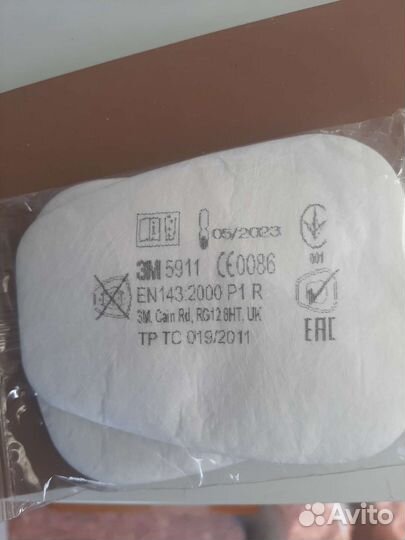 05/2023
001
3M 5911 CE0086
EN143:2000 P1 R
3M, Cain Rd, RG12 8HT, UK
TP TC 019/2011
EAC
Avito